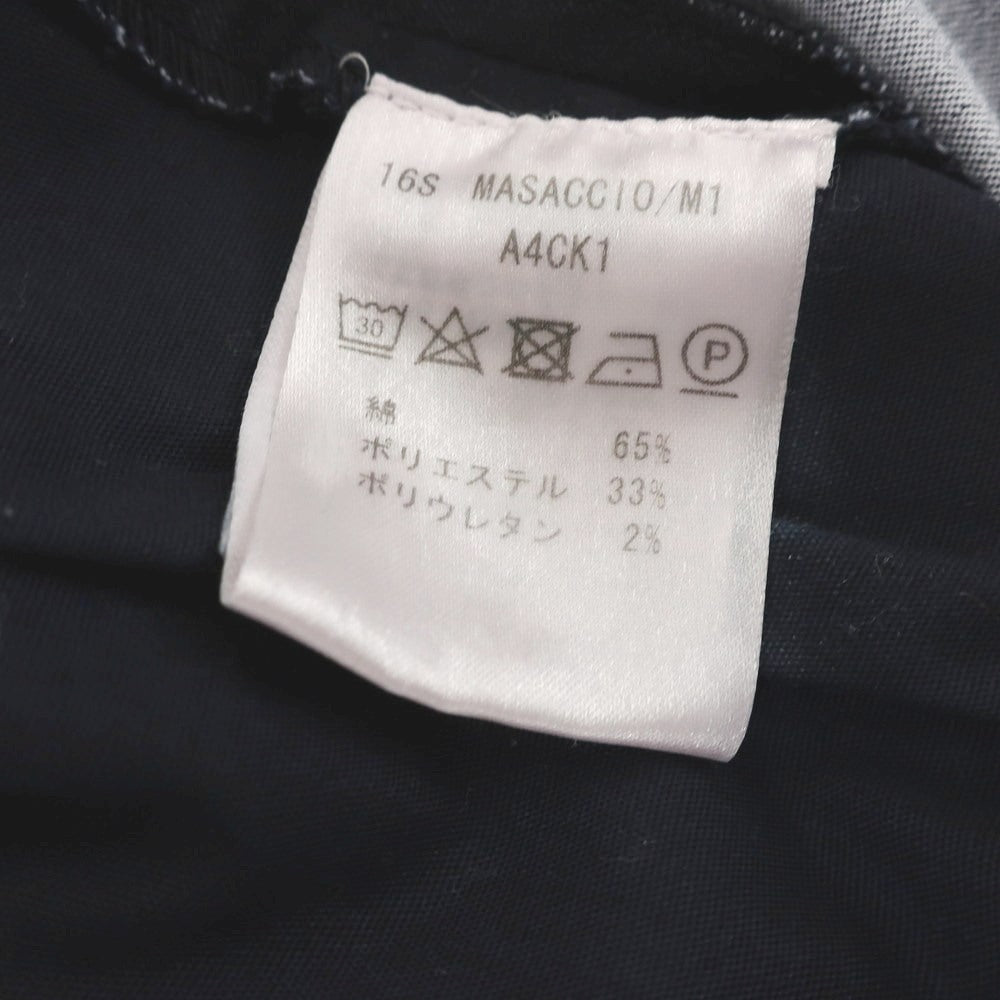 16S MASACCIO/M1
A4CK1
30 P
綿 65%
ポリエステル 33%
ポリウレタン 2%